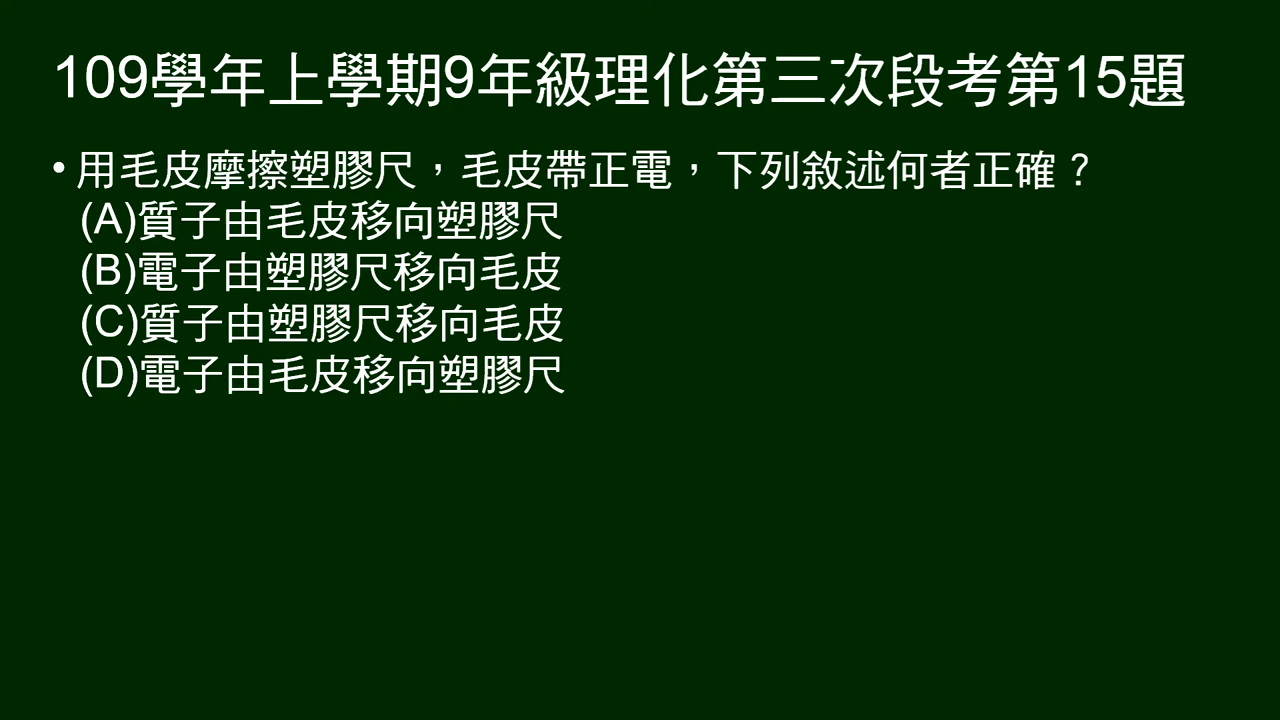 109學年上學期9年級理化第三次段考第15題
• 用毛皮摩擦塑膠尺，毛皮帶正電，下列敘述何者正確？
(A)質子由毛皮移向塑膠尺
(B)電子由塑膠尺移向毛皮
(C)質子由塑膠尺移向毛皮
(D)電子由毛皮移向塑膠尺